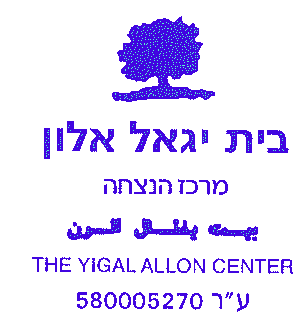 בית יגאל אלון
מרכז הנצחה
THE YIGAL ALLON CENTER
ע״ר 580005270